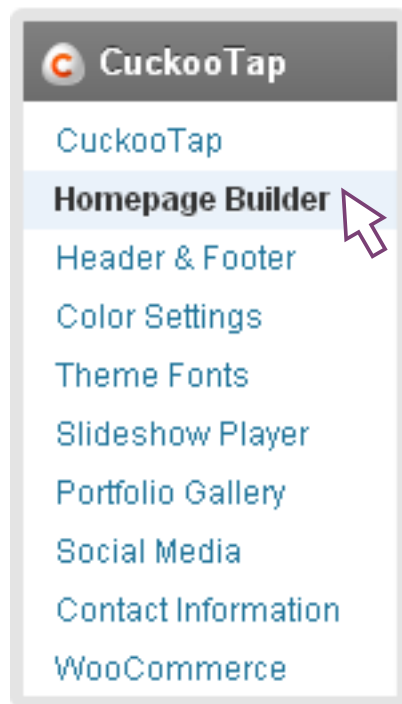 C CuckooTap
CuckooTap
Homepage Builder
Header & Footer
Color Settings
Theme Fonts
Slideshow Player
Portfolio Gallery
Social Media
Contact Information
WooCommerce